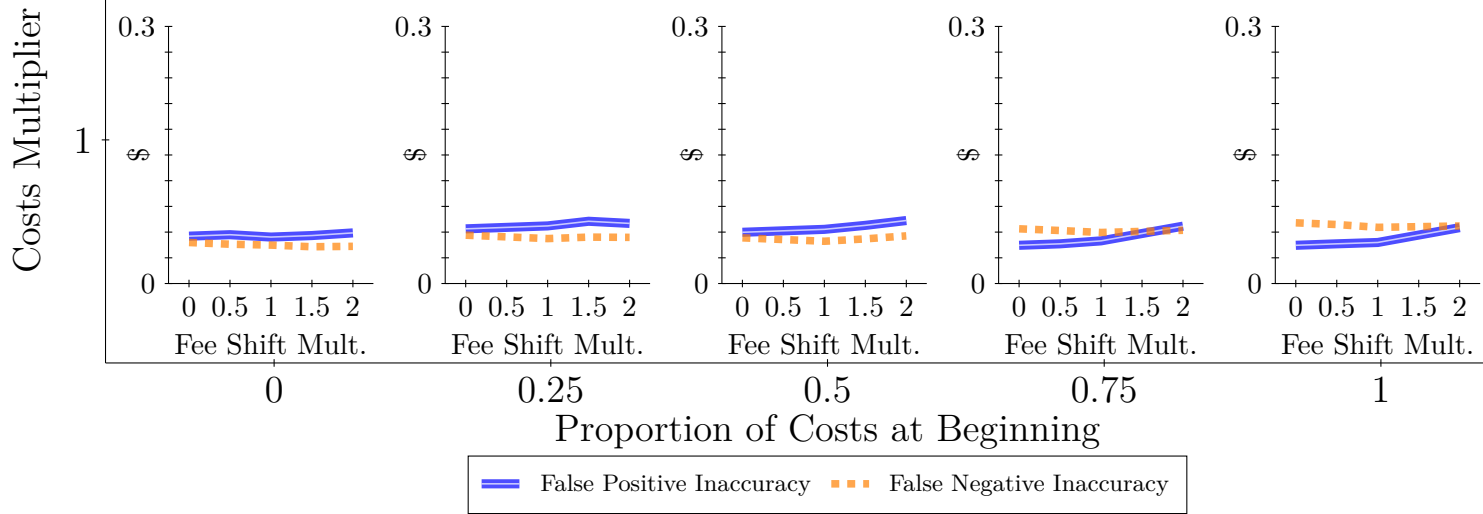 Costs Multiplier
1
0.3
$
0
0 0.5 1 1.5 2
Fee Shift Mult.
0.3
$
0
0 0.5 1 1.5 2
Fee Shift Mult.
0.3
$
0
0 0.5 1 1.5 2
Fee Shift Mult.
0.3
$
0
0 0.5 1 1.5 2
Fee Shift Mult.
0.3
$
0
0 0.5 1 1.5 2
Fee Shift Mult.
0 0.25 0.5 0.75 1
Proportion of Costs at Beginning
False Positive Inaccuracy False Negative Inaccuracy